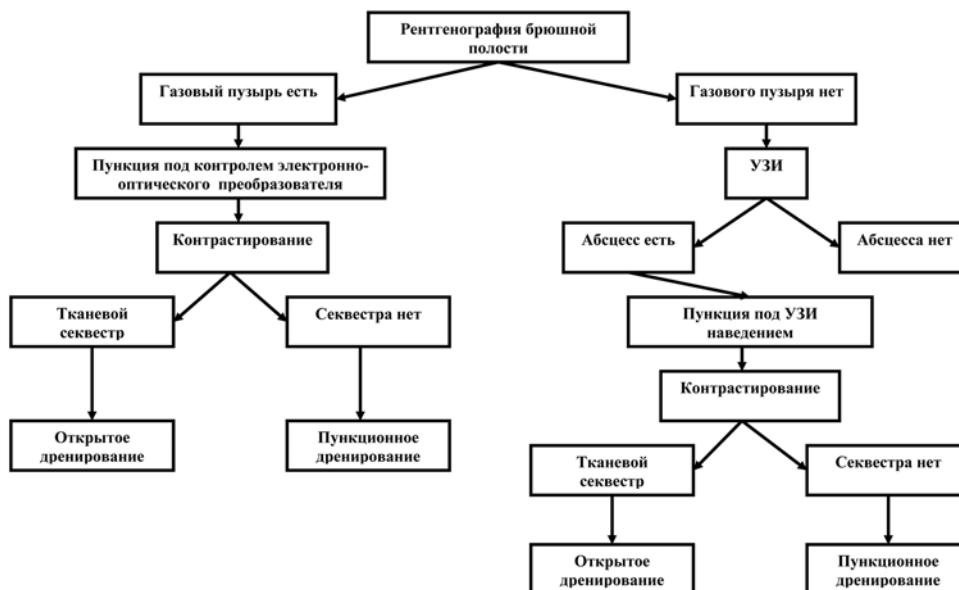 Рентгенография брюшной
полости
Газовый пузырь есть
Газового пузыря нет
Пункция под контролем электронно-
оптического преобразователя
УЗИ
Контрастирование
Абсцесс есть
Абсцесса нет
Тканевой
секвестр
Секвестра нет
Пункция под УЗИ
наведением
Контрастирование
Открытое
дренирование
Пункционное
дренирование
Тканевой
секвестр
Секвестра нет
Открытое
дренирование
Пункционное
дренирование